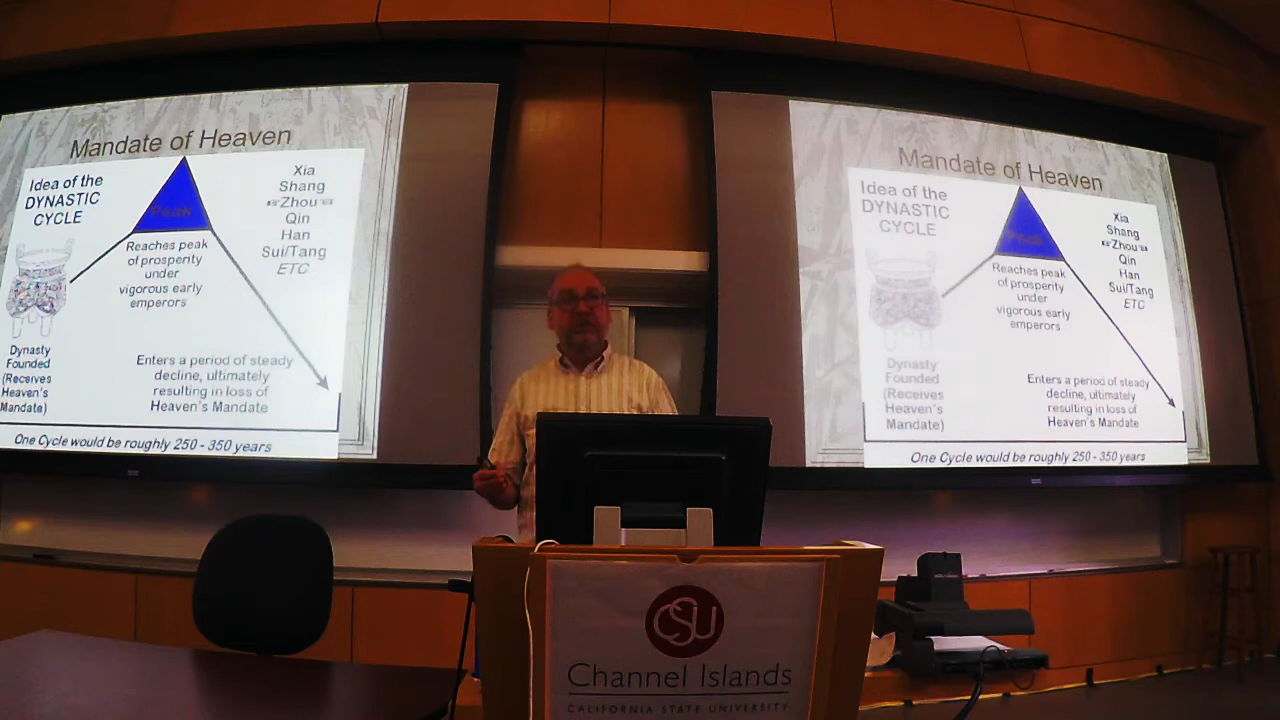 Mandate of Heaven
Idea of the
DYNASTIC
CYCLE
Peak
Xia
Shang
☞Zhou☜
Qin
Han
Sui/Tang
ETC
Reaches peak
of prosperity
under
vigorous early
emperors
Dynasty
Founded
(Receives
Heaven's
Mandate)
Enters a period of steady
decline, ultimately
resulting in loss of
Heaven's Mandate
One Cycle would be roughly 250 - 350 years
Mandate of Heaven
Idea of the
DYNASTIC
CYCLE
Peak
Xia
Shang
☞Zhou☜
Qin
Han
Sui/Tang
ETC
Reaches peak
of prosperity
under
vigorous early
emperors
Dynasty
Founded
(Receives
Heaven's
Mandate)
Enters a period of steady
decline, ultimately
resulting in loss of
Heaven's Mandate
One Cycle would be roughly 250 - 350 years
CSU
Channel Islands
CALIFORNIA STATE UNIVERSITY